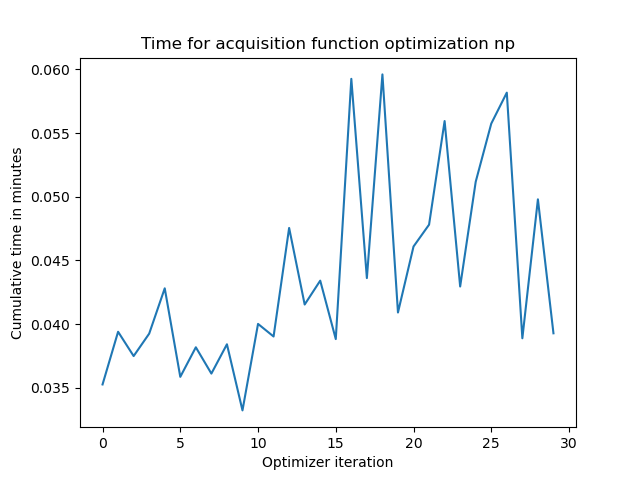 Time for acquisition function optimization np
0.060
0.055
0.050
0.045
0.040
0.035
Cumulative time in minutes
0 5 10 15 20 25 30
Optimizer iteration